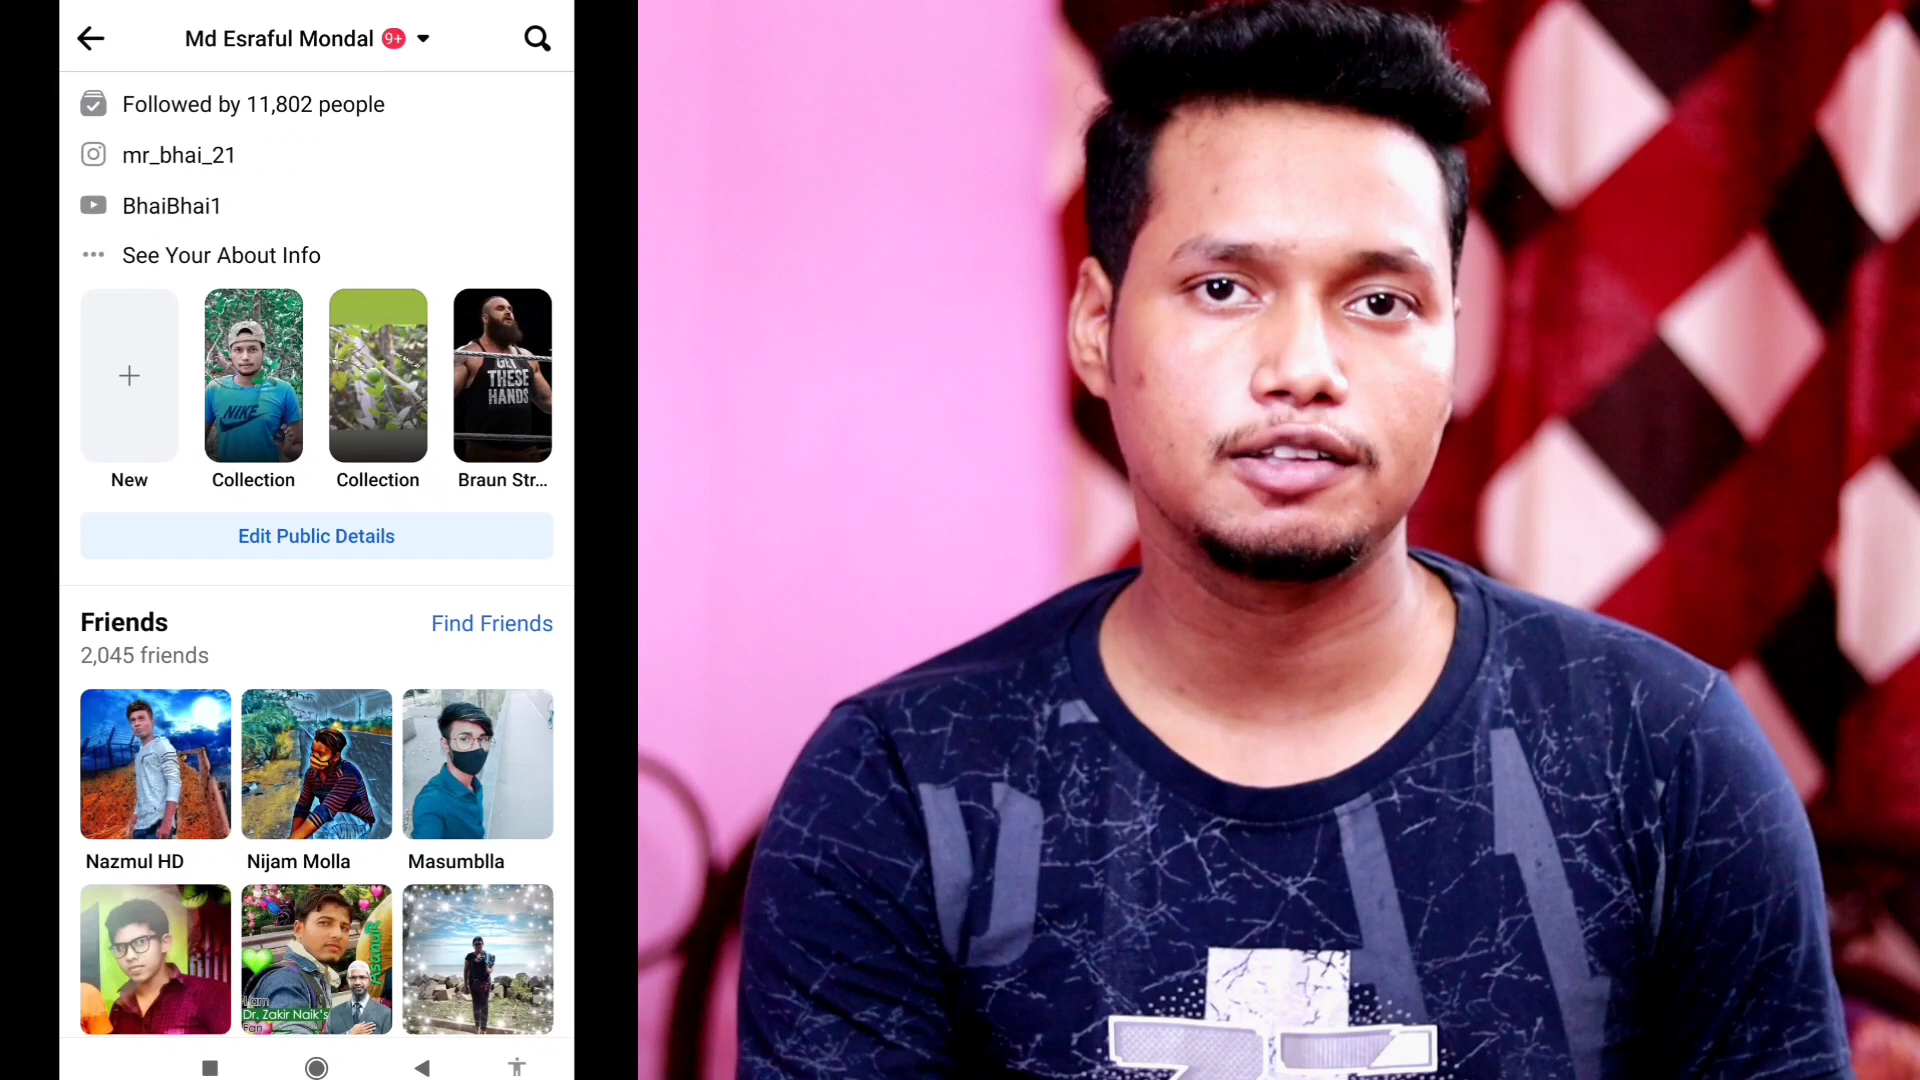 Md Esraful Mondal 9+
Followed by 11,802 people
mr_bhai_21
BhaiBhai1
See Your About Info
NIKE
GET
THESE
HANDS
New
Collection
Collection
Braun Str...
Edit Public Details
Friends
Find Friends
2,045 friends
Nazmul HD
Nijam Molla
Masumblla
AsanuR
I am
Dr. Zakir Naik's
Fan